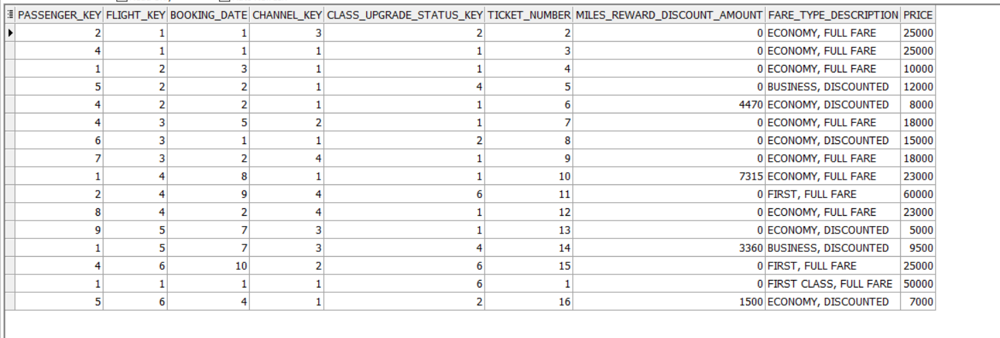 PASSENGER_KEY FLIGHT_KEY BOOKING_DATE CHANNEL_KEY CLASS_UPGRADE_STATUS_KEY TICKET_NUMBER MILES_REWARD_DISCOUNT_AMOUNT FARE_TYPE_DESCRIPTION PRICE
2 1 1 3 2 2 0 ECONOMY, FULL FARE 25000
4 1 1 1 1 3 0 ECONOMY, FULL FARE 25000
1 2 3 1 1 4 0 ECONOMY, FULL FARE 10000
5 2 2 1 4 5 0 BUSINESS, DISCOUNTED 12000
4 2 2 1 1 6 4470 ECONOMY, DISCOUNTED 8000
4 3 5 2 1 7 0 ECONOMY, FULL FARE 18000
6 3 1 1 2 8 0 ECONOMY, DISCOUNTED 15000
7 3 2 4 1 9 0 ECONOMY, FULL FARE 18000
1 4 8 1 1 10 7315 ECONOMY, FULL FARE 23000
2 4 9 4 6 11 0 FIRST, FULL FARE 60000
8 4 2 4 1 12 0 ECONOMY, FULL FARE 23000
9 5 7 3 1 13 0 ECONOMY, DISCOUNTED 5000
1 5 7 3 4 14 3360 BUSINESS, DISCOUNTED 9500
4 6 10 2 6 15 0 FIRST, FULL FARE 25000
1 1 1 1 6 1 0 FIRST CLASS, FULL FARE 50000
5 6 4 1 2 16 1500 ECONOMY, DISCOUNTED 7000